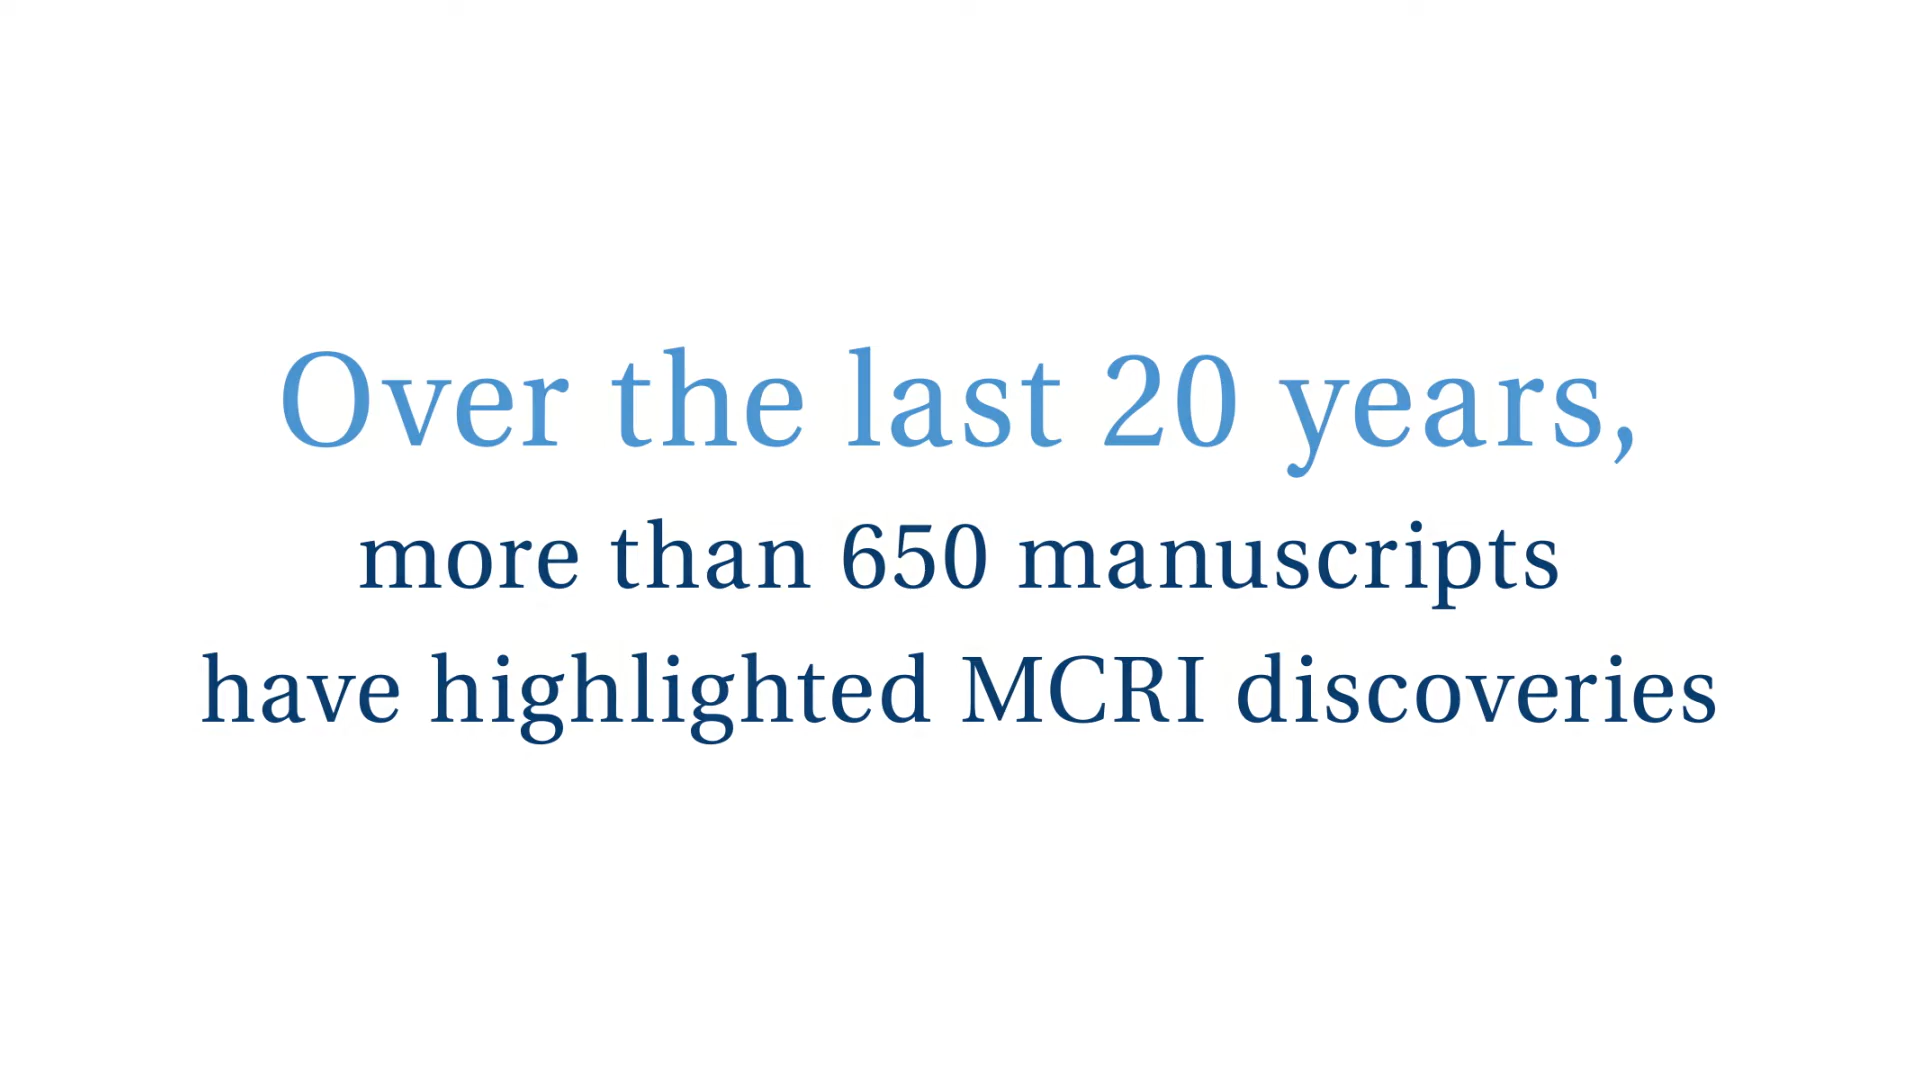 Over the last 20 years,
more than 650 manuscripts
have highlighted MCRI discoveries